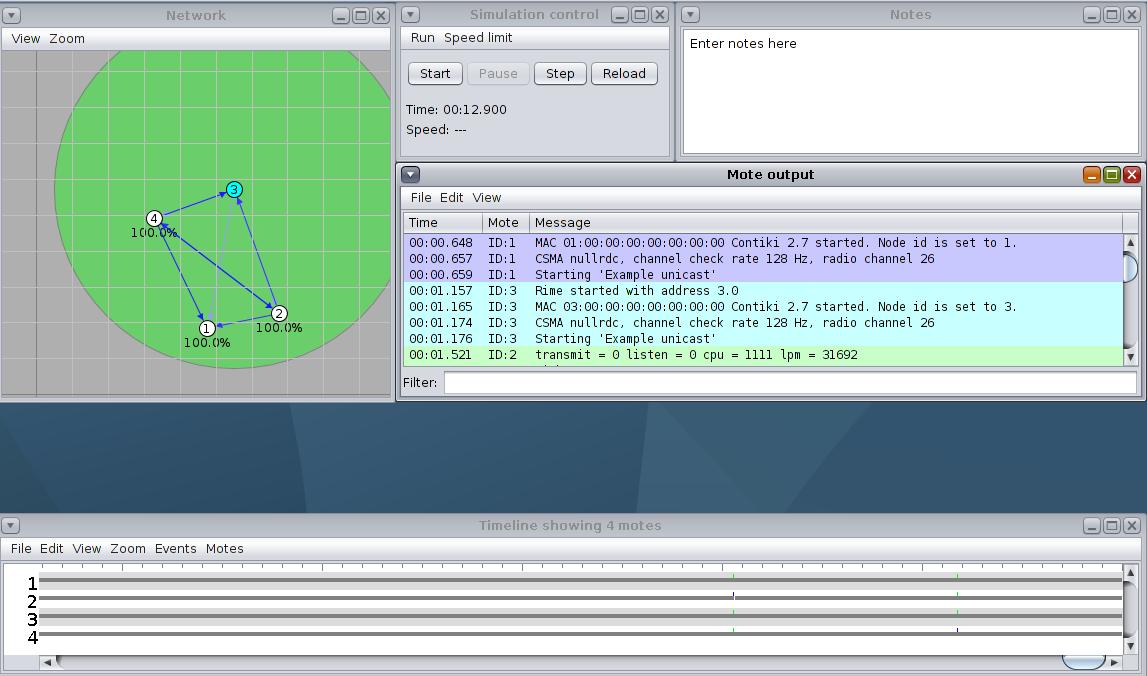 Network
View Zoom
3
4
100.0%
2
100.0%
1
100.0%
Simulation control
Run Speed limit
Start Pause Step Reload
Time: 00:12.900
Speed: ---
Notes
Enter notes here
Mote output
File Edit View
Time Mote Message
00:00.648 ID:1 MAC 01:00:00:00:00:00:00:00 Contiki 2.7 started. Node id is set to 1.
00:00.657 ID:1 CSMA nullrdc, channel check rate 128 Hz, radio channel 26
00:00.659 ID:1 Starting 'Example unicast'
00:01.157 ID:3 Rime started with address 3.0
00:01.165 ID:3 MAC 03:00:00:00:00:00:00:00 Contiki 2.7 started. Node id is set to 3.
00:01.174 ID:3 CSMA nullrdc, channel check rate 128 Hz, radio channel 26
00:01.176 ID:3 Starting 'Example unicast'
00:01.521 ID:2 transmit = 0 listen = 0 cpu = 1111 lpm = 31692
Filter:
Timeline showing 4 motes
File Edit View Zoom Events Motes
1
2
3
4